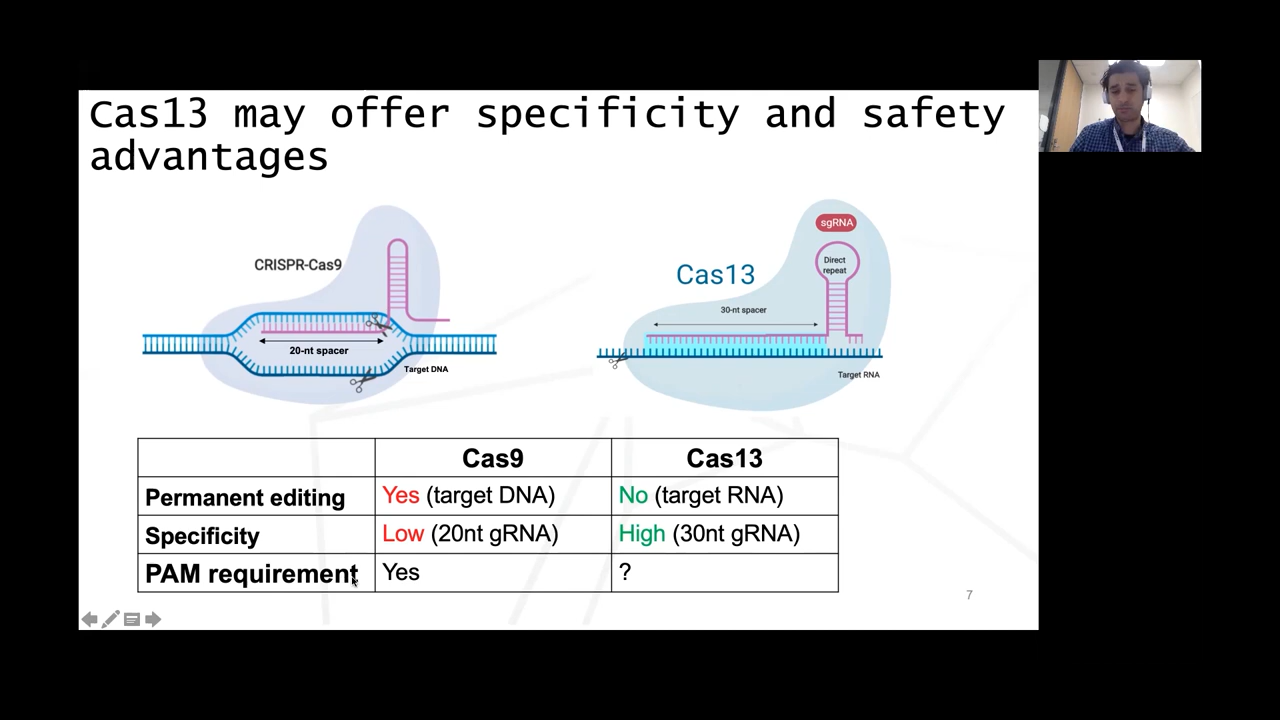 Cas13 may offer specificity and safety
advantages
CRISPR-Cas9
20-nt spacer
Target DNA
sgRNA
Direct
repeat
Cas13
30-nt spacer
Target RNA
Cas9 Cas13
Permanent editing Yes (target DNA) No (target RNA)
Specificity Low (20nt gRNA) High (30nt gRNA)
PAM requirement Yes ?
7